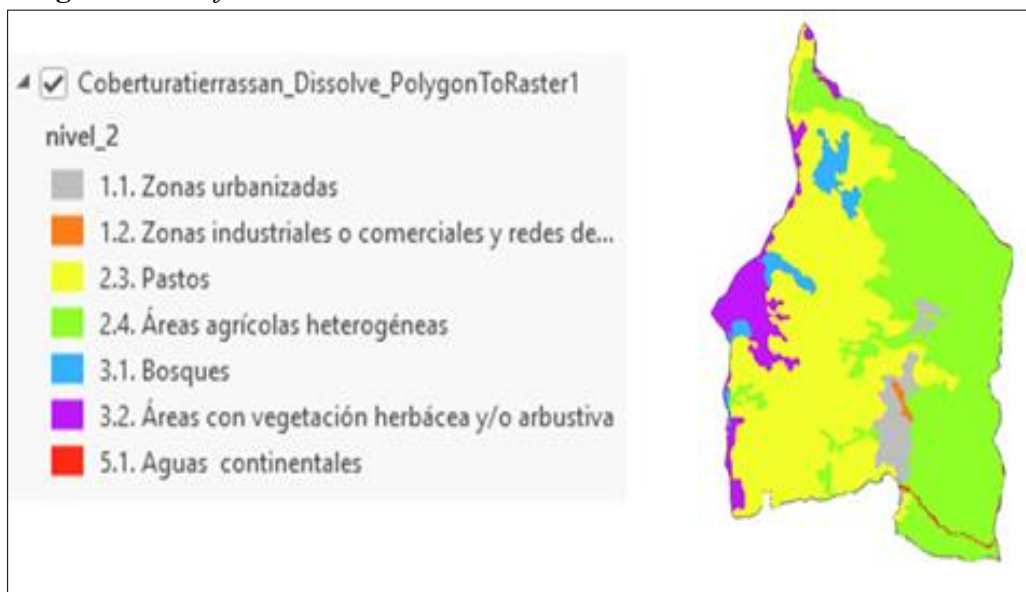 Coberturatierrassan_Dissolve_PolygonToRaster1
nivel_2
1.1. Zonas urbanizadas
1.2. Zonas industriales o comerciales y redes de...
2.3. Pastos
2.4. Áreas agrícolas heterogéneas
3.1. Bosques
3.2. Áreas con vegetación herbácea y/o arbustiva
5.1. Aguas continentales